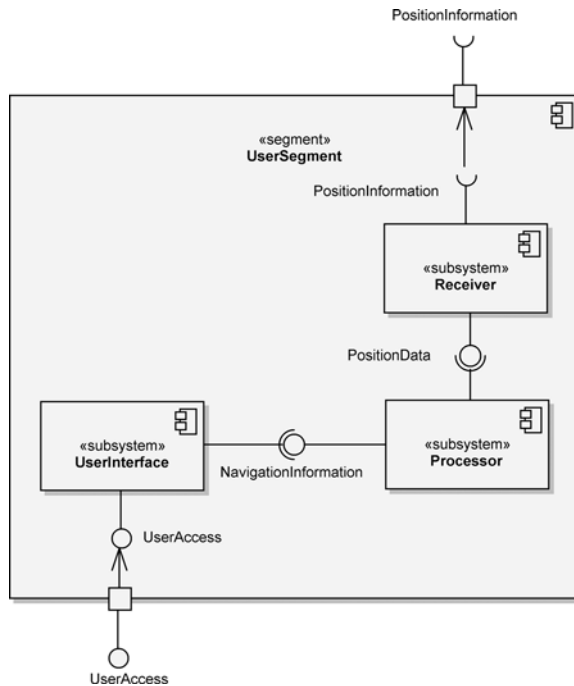 PositionInformation
«segment»
UserSegment
PositionInformation
«subsystem»
Receiver
PositionData
«subsystem»
UserInterface
«subsystem»
Processor
NavigationInformation
UserAccess
UserAccess